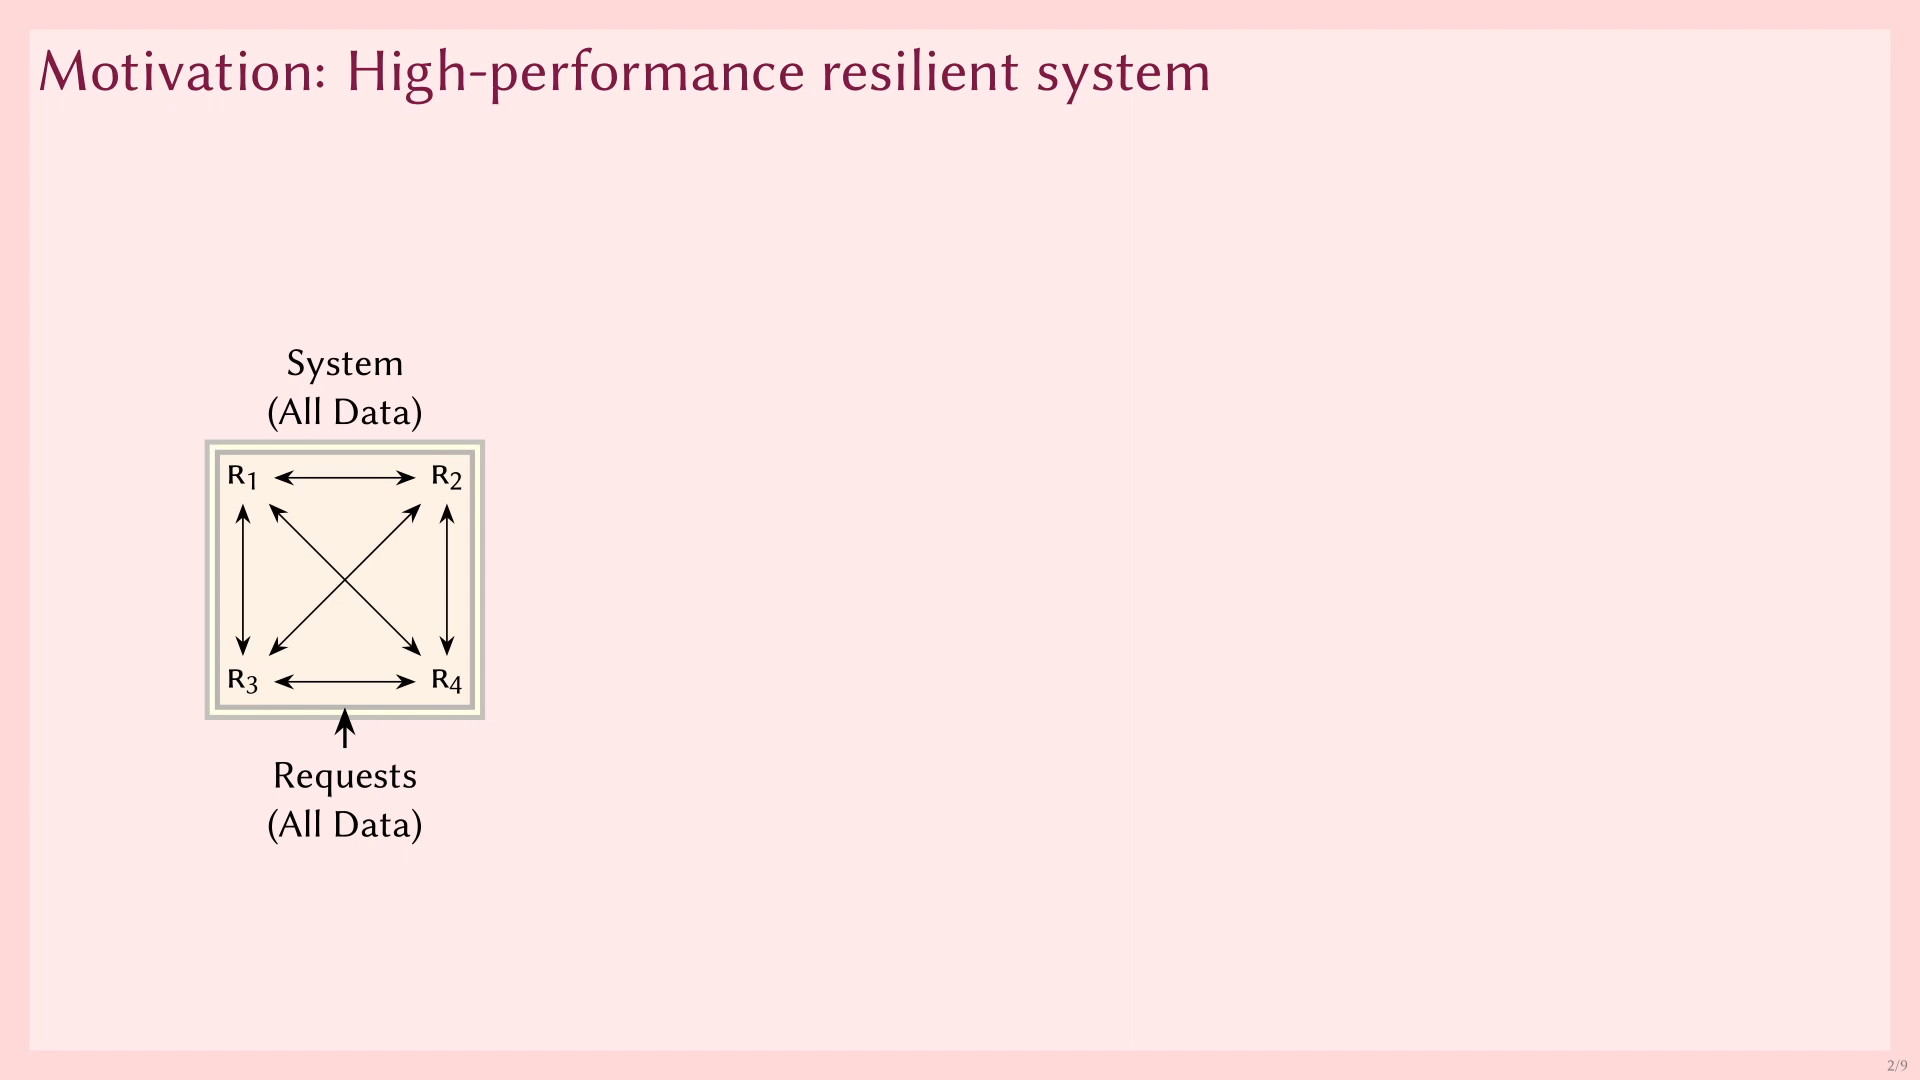 Motivation: High-performance resilient system
System
(All Data)
R1 R2
R3 R4
Requests
(All Data)
2/9